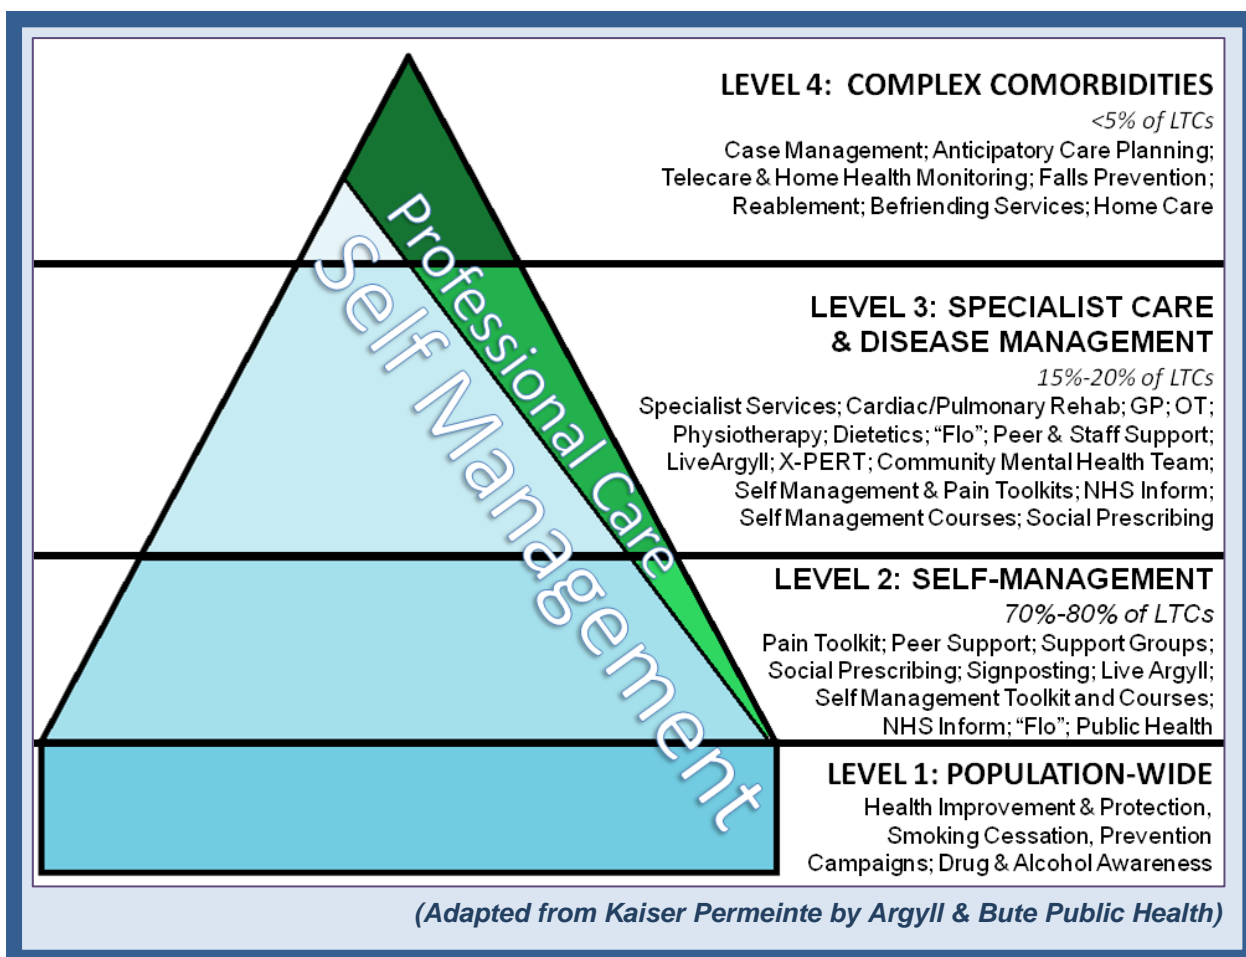 LEVEL 4: COMPLEX COMORBIDITIES
<5% of LTCs
Case Management; Anticipatory Care Planning;
Telecare & Home Health Monitoring; Falls Prevention;
Reablement; Befriending Services; Home Care
Professional Care
Self Management
LEVEL 3: SPECIALIST CARE
& DISEASE MANAGEMENT
15%-20% of LTCs
Specialist Services; Cardiac/Pulmonary Rehab; GP; OT;
Physiotherapy; Dietetics; “Flo”; Peer & Staff Support;
LiveArgyll; X-PERT; Community Mental Health Team;
Self Management & Pain Toolkits; NHS Inform;
Self Management Courses; Social Prescribing
LEVEL 2: SELF-MANAGEMENT
70%-80% of LTCs
Pain Toolkit; Peer Support; Support Groups;
Social Prescribing; Signposting; Live Argyll;
Self Management Toolkit and Courses;
NHS Inform; “Flo”; Public Health
LEVEL 1: POPULATION-WIDE
Health Improvement & Protection,
Smoking Cessation, Prevention
Campaigns; Drug & Alcohol Awareness
(Adapted from Kaiser Permeinte by Argyll & Bute Public Health)